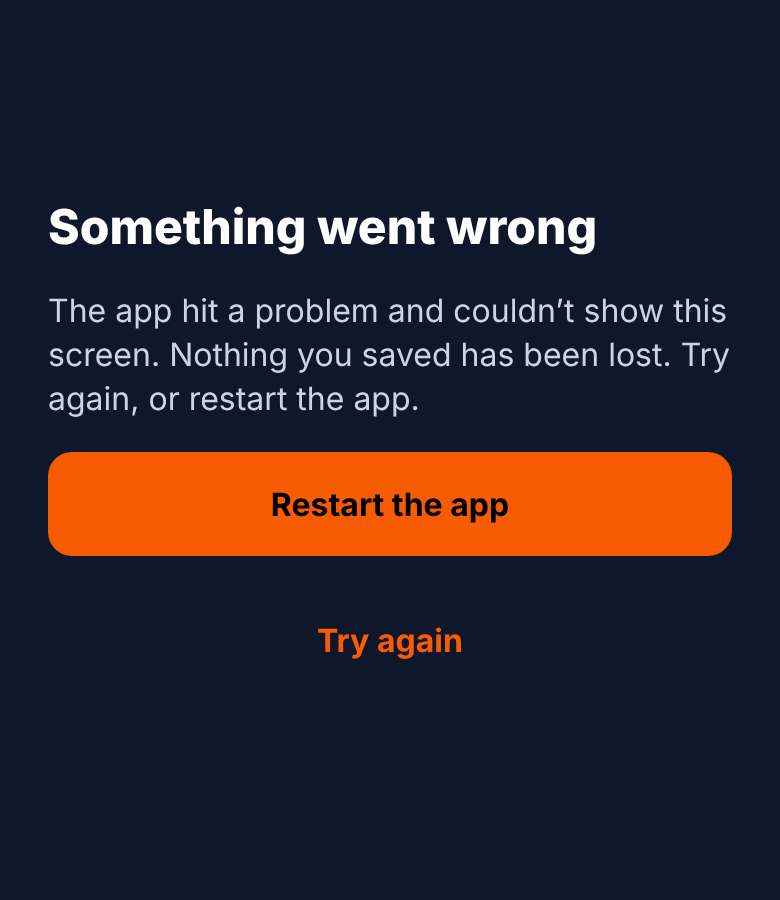 Something went wrong
The app hit a problem and couldn’t show this
screen. Nothing you saved has been lost. Try
again, or restart the app.
Restart the app
Try again